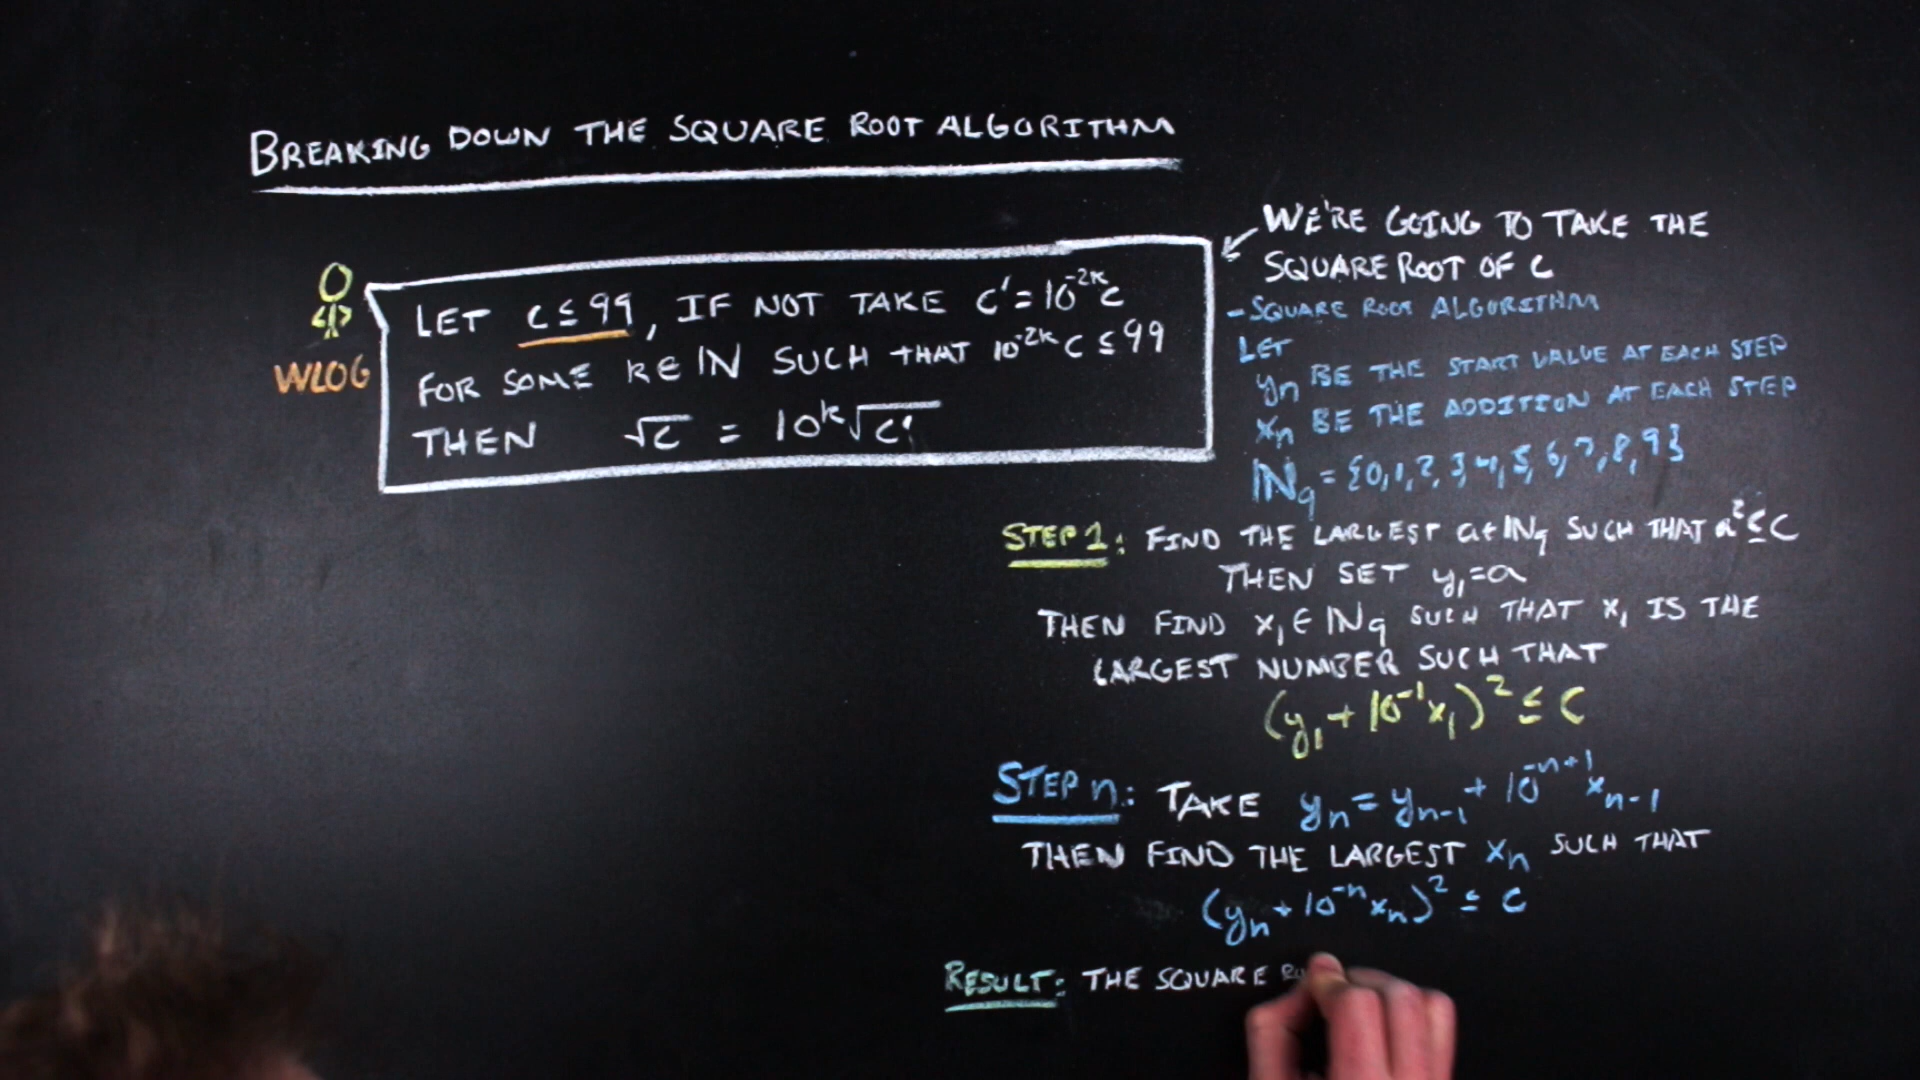 BREAKING DOWN THE SQUARE ROOT ALGORITHM
WLOG
LET C ≤ 99, IF NOT TAKE C' = 10⁻²ᵏC
FOR SOME K ∈ ℕ SUCH THAT 10⁻²ᵏ C ≤ 99
THEN √C = 10ᵏ√C'
WE'RE GOING TO TAKE THE
SQUARE ROOT OF C
- SQUARE ROOT ALGORITHM
LET
yₙ BE THE START VALUE AT EACH STEP
xₙ BE THE ADDITION AT EACH STEP
ℕ₉ = {0,1,2,3,4,5,6,7,8,9}
STEP 1: FIND THE LARGEST a ∈ ℕ₉ SUCH THAT a² ≤ C
THEN SET y₁ = a
THEN FIND x₁ ∈ ℕ₉ SUCH THAT x₁ IS THE
LARGEST NUMBER SUCH THAT
(y₁ + 10⁻¹x₁)² ≤ C
STEP n: TAKE yₙ = yₙ₋₁ + 10⁻ⁿ⁺¹ xₙ₋₁
THEN FIND THE LARGEST xₙ SUCH THAT
(yₙ + 10⁻ⁿxₙ)² ≤ C
RESULT: THE SQUARE